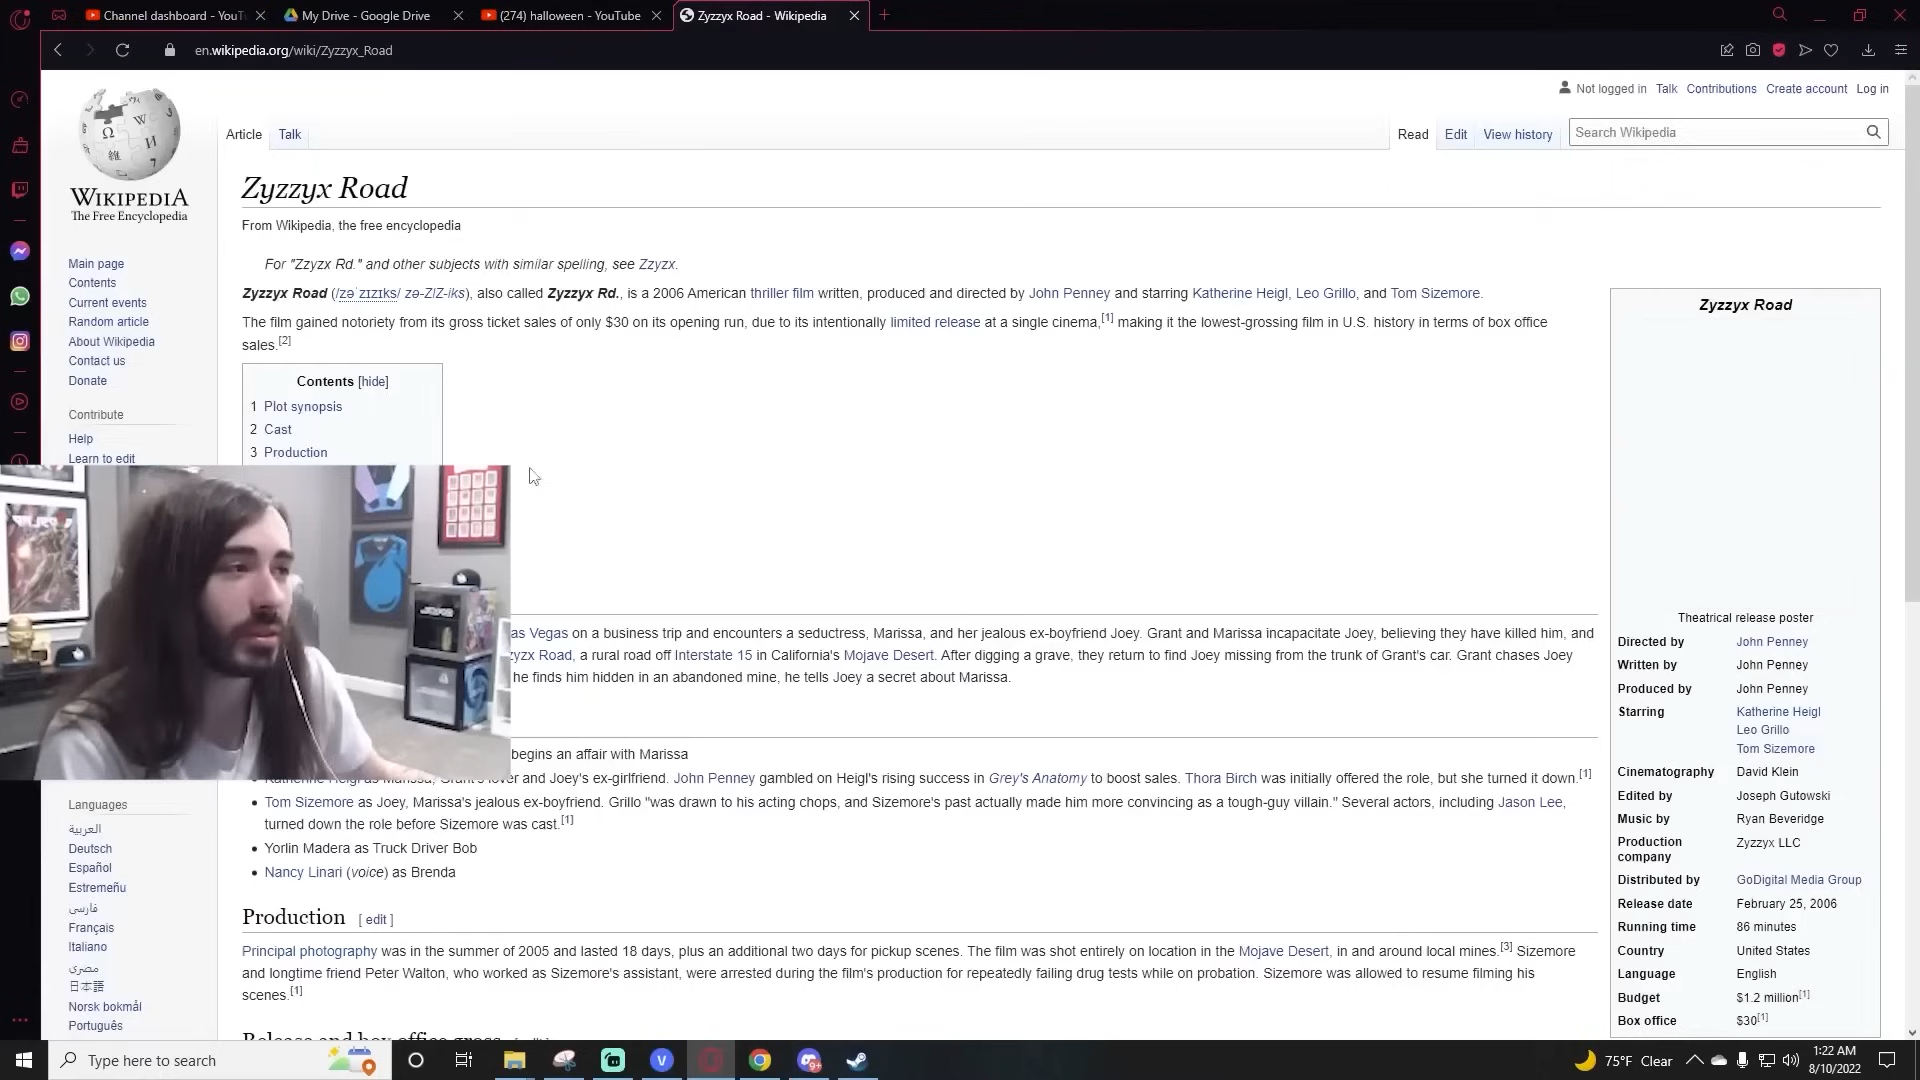 Channel dashboard - YouT
My Drive - Google Drive
(274) halloween - YouTube
Zyzzyx Road - Wikipedia
en.wikipedia.org/wiki/Zyzzyx_Road
Not logged in Talk Contributions Create account Log in
WIKIPEDIA
The Free Encyclopedia
Article Talk
Read Edit View history
Search Wikipedia
Zyzzyx Road
From Wikipedia, the free encyclopedia
For "Zzyzx Rd." and other subjects with similar spelling, see Zzyzx.
Zyzzyx Road (/zəˈzɪzɪks/ zə-ZIZ-iks), also called Zyzzyx Rd., is a 2006 American thriller film written, produced and directed by John Penney and starring Katherine Heigl, Leo Grillo, and Tom Sizemore.
The film gained notoriety from its gross ticket sales of only $30 on its opening run, due to its intentionally limited release at a single cinema,[1] making it the lowest-grossing film in U.S. history in terms of box office
sales.[2]
Contents [hide]
1 Plot synopsis
2 Cast
3 Production
Main page
Contents
Current events
Random article
About Wikipedia
Contact us
Donate
Contribute
Help
Learn to edit
as Vegas on a business trip and encounters a seductress, Marissa, and her jealous ex-boyfriend Joey. Grant and Marissa incapacitate Joey, believing they have killed him, and
zyzx Road, a rural road off Interstate 15 in California's Mojave Desert. After digging a grave, they return to find Joey missing from the trunk of Grant's car. Grant chases Joey
he finds him hidden in an abandoned mine, he tells Joey a secret about Marissa.
begins an affair with Marissa
Katherine Heigl as Marissa, Grant's lover and Joey's ex-girlfriend. John Penney gambled on Heigl's rising success in Grey's Anatomy to boost sales. Thora Birch was initially offered the role, but she turned it down.[1]
Tom Sizemore as Joey, Marissa's jealous ex-boyfriend. Grillo "was drawn to his acting chops, and Sizemore's past actually made him more convincing as a tough-guy villain." Several actors, including Jason Lee,
turned down the role before Sizemore was cast.[1]
Yorlin Madera as Truck Driver Bob
Nancy Linari (voice) as Brenda
Production [ edit ]
Principal photography was in the summer of 2005 and lasted 18 days, plus an additional two days for pickup scenes. The film was shot entirely on location in the Mojave Desert, in and around local mines.[3] Sizemore
and longtime friend Peter Walton, who worked as Sizemore's assistant, were arrested during the film's production for repeatedly failing drug tests while on probation. Sizemore was allowed to resume filming his
scenes.[1]
Release and box office gross [ edit ]
Languages
العربية
Deutsch
Español
Estremeñu
فارسی
Français
Italiano
مصرى
日本語
Norsk bokmål
Português
Zyzzyx Road
Theatrical release poster
Directed by John Penney
Written by John Penney
Produced by John Penney
Starring Katherine Heigl
Leo Grillo
Tom Sizemore
Cinematography David Klein
Edited by Joseph Gutowski
Music by Ryan Beveridge
Production Zyzzyx LLC
company
Distributed by GoDigital Media Group
Release date February 25, 2006
Running time 86 minutes
Country United States
Language English
Budget $1.2 million[1]
Box office $30[1]
Type here to search
75°F Clear
1:22 AM
8/10/2022